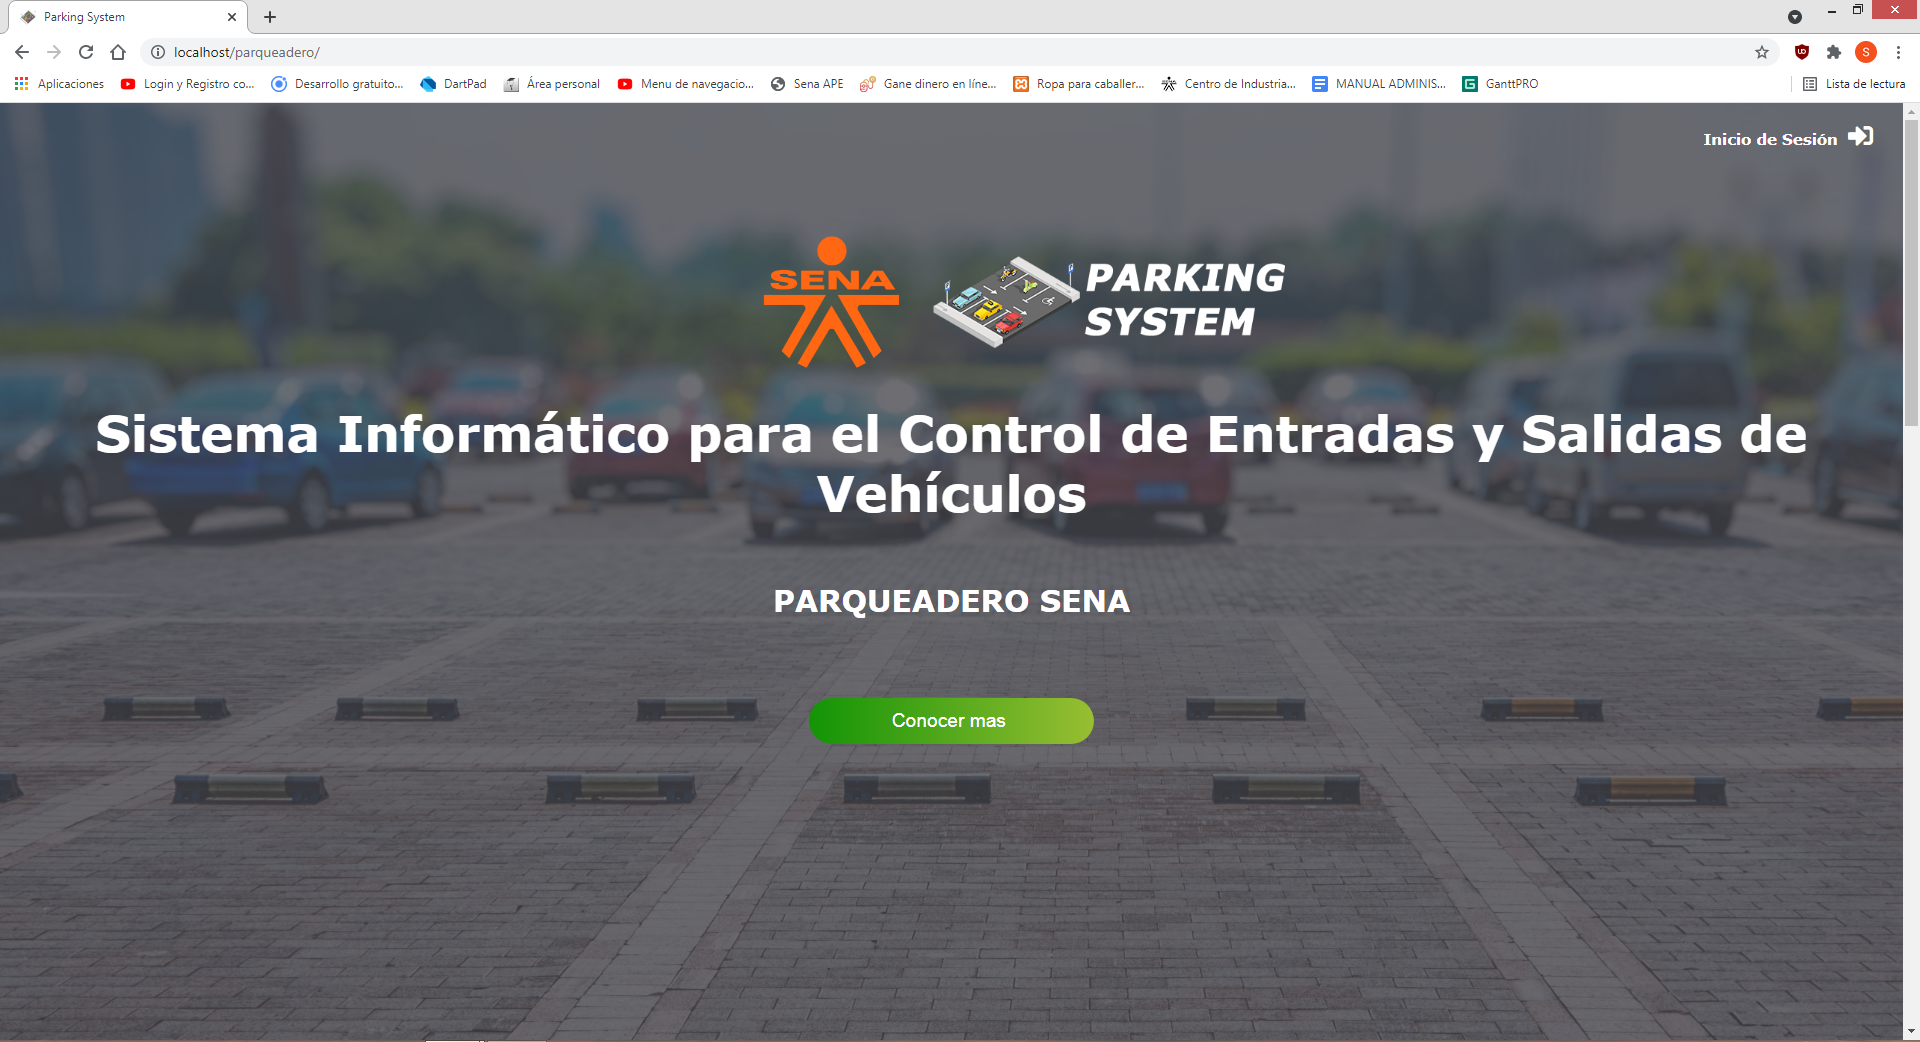 Parking System
localhost/parqueadero/
Aplicaciones
Login y Registro co...
Desarrollo gratuito...
DartPad
Área personal
Menu de navegacio...
Sena APE
Gane dinero en líne...
Ropa para caballer...
Centro de Industria...
MANUAL ADMINIS...
GanttPRO
Lista de lectura
Inicio de Sesión
SENA
PARKING
SYSTEM
Sistema Informático para el Control de Entradas y Salidas de
Vehículos
PARQUEADERO SENA
Conocer mas